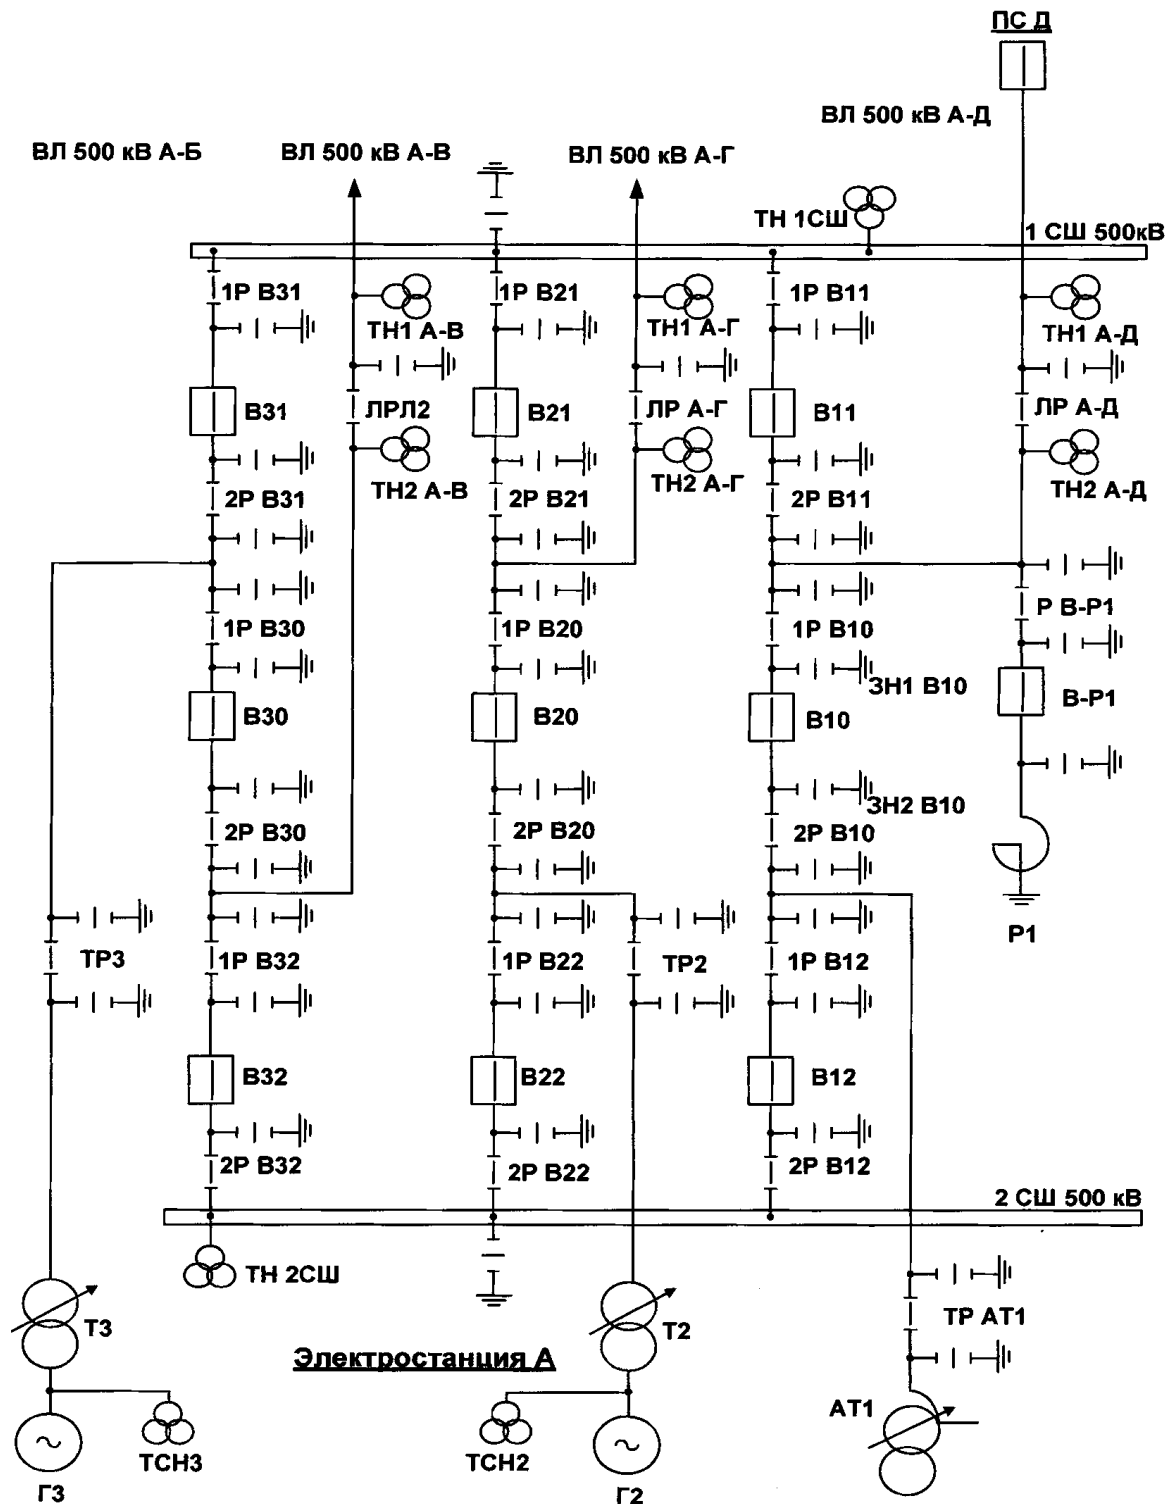 ПС Д
ВЛ 500 кВ А-Д
ВЛ 500 кВ А-Б
ВЛ 500 кВ А-В
ВЛ 500 кВ А-Г
ТН 1СШ
1 СШ 500кВ
1Р В31
1Р В21
1Р В11
ТН1 А-В
ТН1 А-Г
ТН1 А-Д
В31
ЛРЛ2
В21
ЛР А-Г
В11
ЛР А-Д
ТН2 А-В
ТН2 А-Г
ТН2 А-Д
2Р В31
2Р В21
2Р В11
1Р В30
1Р В20
1Р В10
Р В-Р1
ЗН1 В10
В30
В20
В10
В-Р1
ЗН2 В10
2Р В30
2Р В20
2Р В10
Р1
ТР3
1Р В32
1Р В22
ТР2
1Р В12
В32
В22
В12
2Р В32
2Р В22
2Р В12
2 СШ 500 кВ
ТН 2СШ
Т3
Т2
ТР АТ1
Электростанция А
АТ1
ТСН3
ТСН2
Г3
Г2